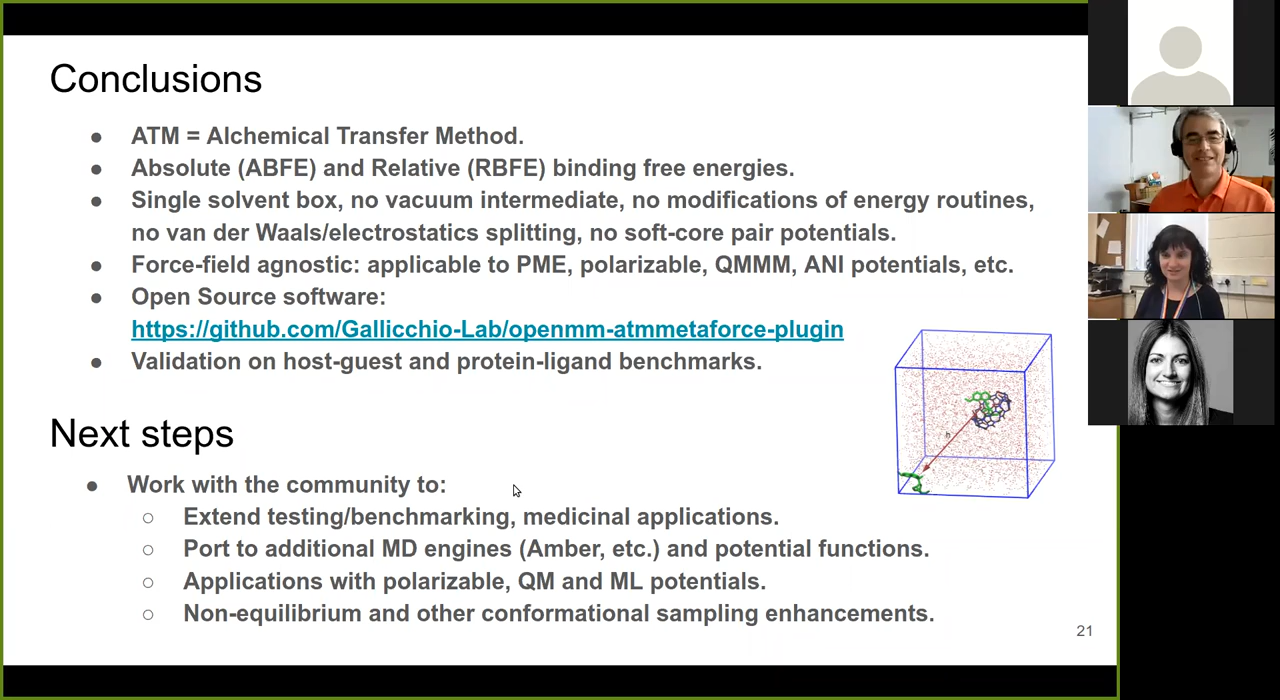 Conclusions
● ATM = Alchemical Transfer Method.
● Absolute (ABFE) and Relative (RBFE) binding free energies.
● Single solvent box, no vacuum intermediate, no modifications of energy routines,
no van der Waals/electrostatics splitting, no soft-core pair potentials.
● Force-field agnostic: applicable to PME, polarizable, QMMM, ANI potentials, etc.
● Open Source software:
https://github.com/Gallicchio-Lab/openmm-atmmetaforce-plugin
● Validation on host-guest and protein-ligand benchmarks.
h
Next steps
● Work with the community to:
○ Extend testing/benchmarking, medicinal applications.
○ Port to additional MD engines (Amber, etc.) and potential functions.
○ Applications with polarizable, QM and ML potentials.
○ Non-equilibrium and other conformational sampling enhancements.
21